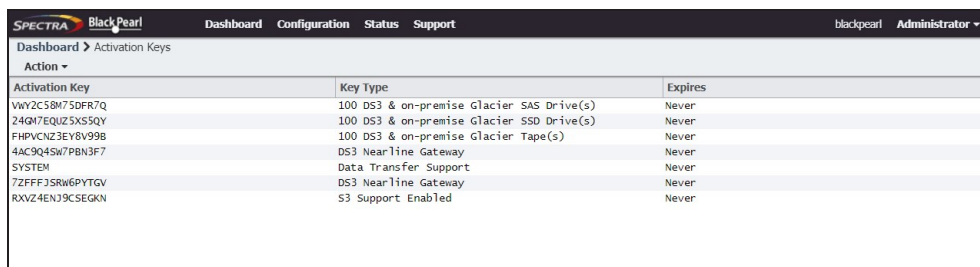 SPECTRA BlackPearl Dashboard Configuration Status Support blackpearl Administrator
Dashboard > Activation Keys
Action
Activation Key Key Type Expires
VWY2C58M75DFR7Q 100 DS3 & on-premise Glacier SAS Drive(s) Never
24GM7EQUZ5XS5QY 100 DS3 & on-premise Glacier SSD Drive(s) Never
FHPVCNZ3EY8V99B 100 DS3 & on-premise Glacier Tape(s) Never
4AC9Q4SW7PBN3F7 DS3 Nearline Gateway Never
SYSTEM Data Transfer Support Never
7ZFFFJSRW6PYTGV DS3 Nearline Gateway Never
RXVZ4ENJ9CSEGKN S3 Support Enabled Never